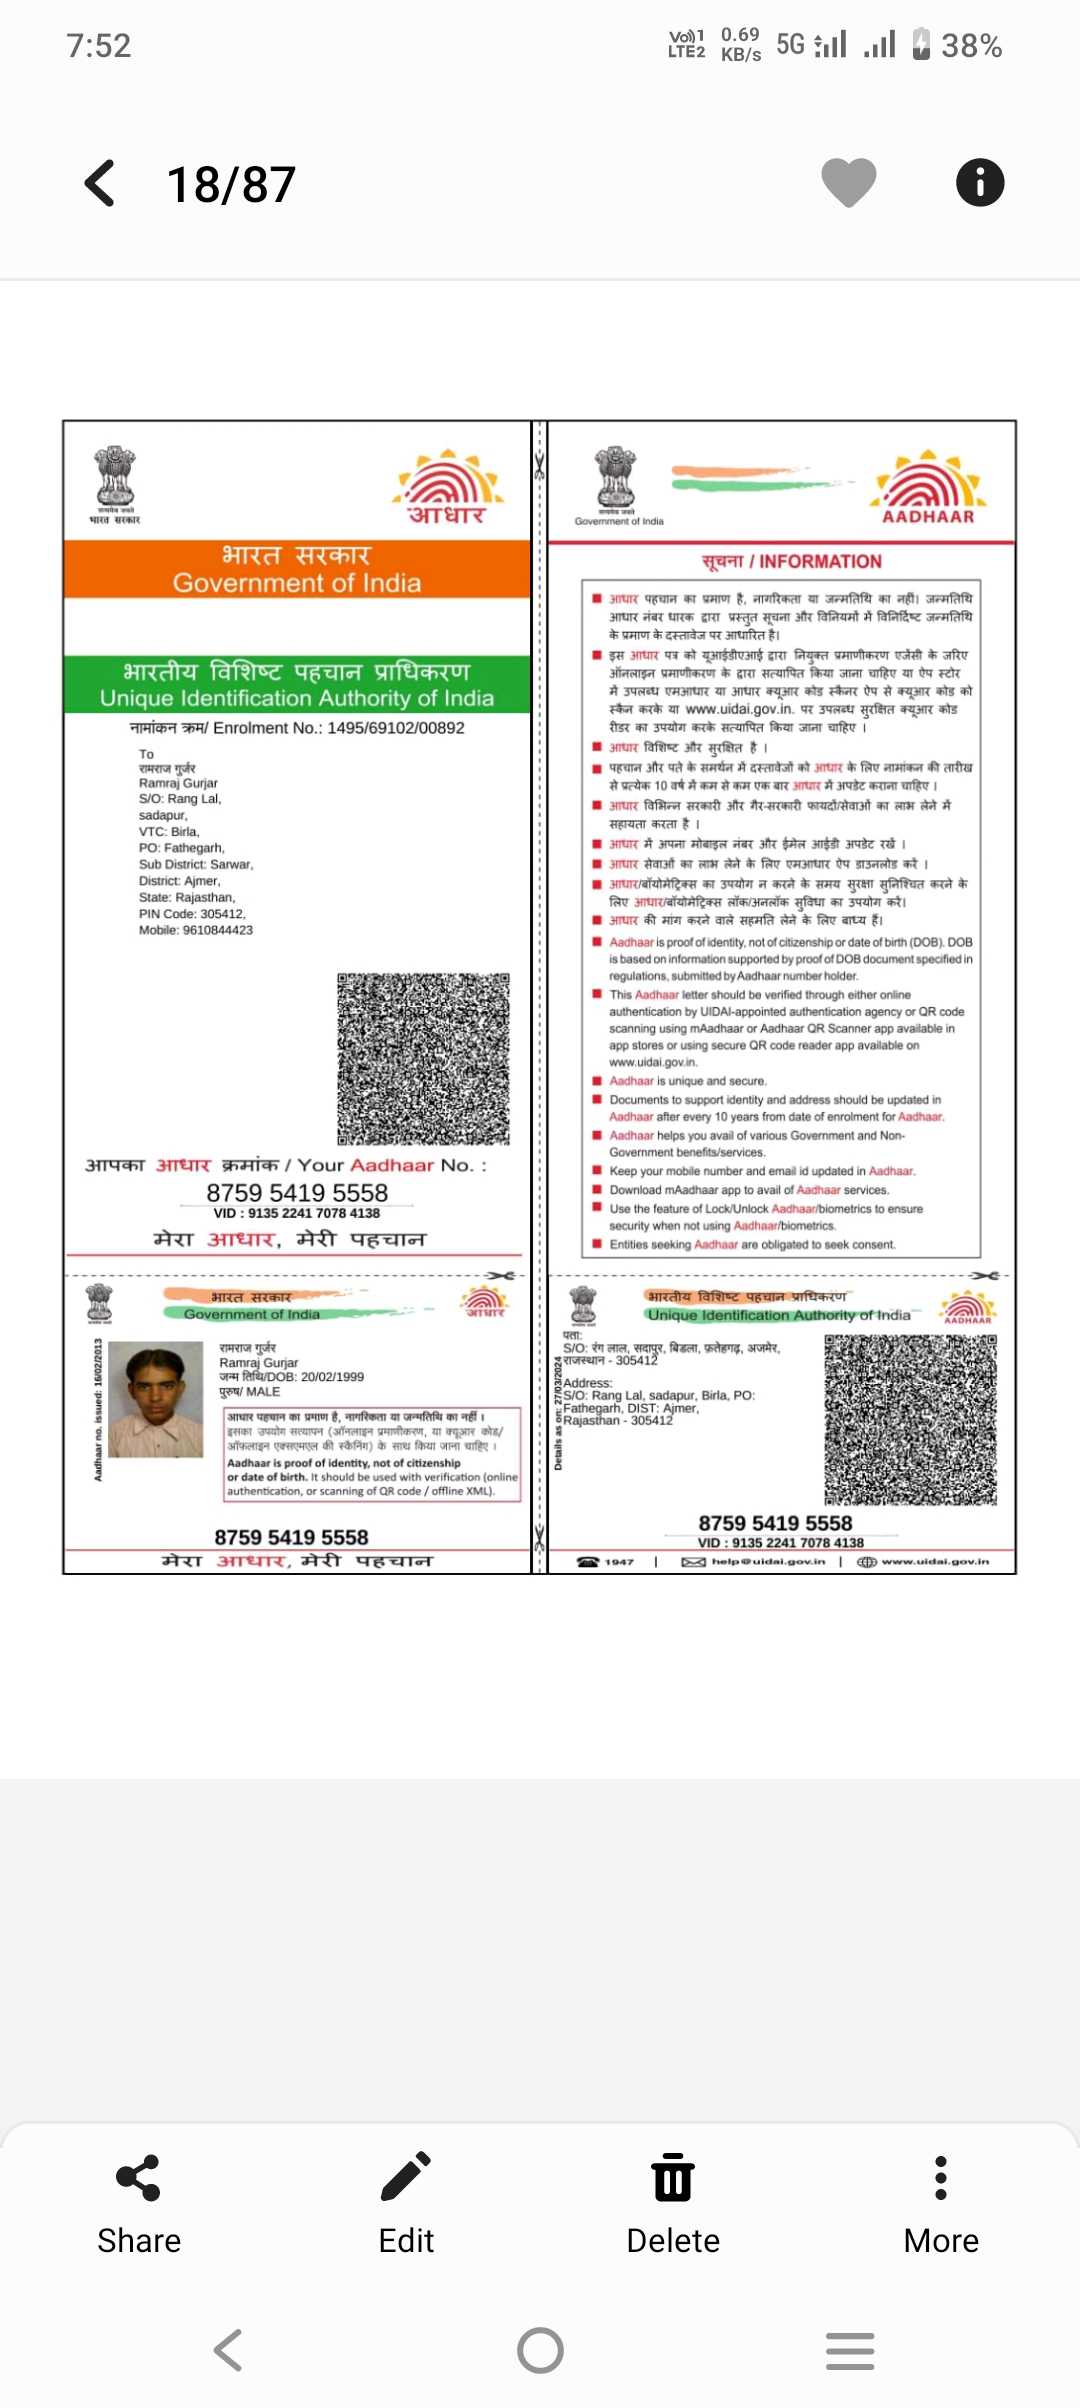 7:52
Vo)) 1 LTE2 0.69 KB/s 5G 38%
18/87
सत्यमेव जयते
भारत सरकार
आधार
भारत सरकार
Government of India
भारतीय विशिष्ट पहचान प्राधिकरण
Unique Identification Authority of India
नामांकन क्रम/ Enrolment No.: 1495/69102/00892
To
रामराज गुर्जर
Ramraj Gurjar
S/O: Rang Lal,
sadapur,
VTC: Birla,
PO: Fathegarh,
Sub District: Sarwar,
District: Ajmer,
State: Rajasthan,
PIN Code: 305412,
Mobile: 9610844423
आपका आधार क्रमांक / Your Aadhaar No. :
8759 5419 5558
VID : 9135 2241 7078 4138
मेरा आधार, मेरी पहचान
सत्यमेव जयते
Government of India
AADHAAR
सूचना / INFORMATION
आधार पहचान का प्रमाण है, नागरिकता या जन्मतिथि का नहीं। जन्मतिथि
आधार नंबर धारक द्वारा प्रस्तुत सूचना और विनियमों में विनिर्दिष्ट जन्मतिथि
के प्रमाण के दस्तावेज पर आधारित है।
इस आधार पत्र को यूआईडीएआई द्वारा नियुक्त प्रमाणीकरण एजेंसी के जरिए
ऑनलाइन प्रमाणीकरण के द्वारा सत्यापित किया जाना चाहिए या ऐप स्टोर
में उपलब्ध एमआधार या आधार क्यूआर कोड स्कैनर ऐप से क्यूआर कोड को
स्कैन करके या www.uidai.gov.in. पर उपलब्ध सुरक्षित क्यूआर कोड
रीडर का उपयोग करके सत्यापित किया जाना चाहिए ।
आधार विशिष्ट और सुरक्षित है ।
पहचान और पते के समर्थन में दस्तावेजों को आधार के लिए नामांकन की तारीख
से प्रत्येक 10 वर्ष में कम से कम एक बार आधार में अपडेट कराना चाहिए ।
आधार विभिन्न सरकारी और गैर-सरकारी फायदों/सेवाओं का लाभ लेने में
सहायता करता है ।
आधार में अपना मोबाइल नंबर और ईमेल आईडी अपडेट रखें ।
आधार सेवाओं का लाभ लेने के लिए एमआधार ऐप डाउनलोड करें ।
आधार/बॉयोमेट्रिक्स का उपयोग न करने के समय सुरक्षा सुनिश्चित करने के
लिए आधार/बॉयोमेट्रिक्स लॉक/अनलॉक सुविधा का उपयोग करें।
आधार की मांग करने वाले सहमति लेने के लिए बाध्य हैं।
Aadhaar is proof of identity, not of citizenship or date of birth (DOB). DOB
is based on information supported by proof of DOB document specified in
regulations, submitted by Aadhaar number holder.
This Aadhaar letter should be verified through either online
authentication by UIDAI-appointed authentication agency or QR code
scanning using mAadhaar or Aadhaar QR Scanner app available in
app stores or using secure QR code reader app available on
www.uidai.gov.in.
Aadhaar is unique and secure.
Documents to support identity and address should be updated in
Aadhaar after every 10 years from date of enrolment for Aadhaar.
Aadhaar helps you avail of various Government and Non-
Government benefits/services.
Keep your mobile number and email id updated in Aadhaar.
Download mAadhaar app to avail of Aadhaar services.
Use the feature of Lock/Unlock Aadhaar/biometrics to ensure
security when not using Aadhaar/biometrics.
Entities seeking Aadhaar are obligated to seek consent.
भारत सरकार
Government of India
आधार
Aadhaar no. issued: 16/02/2013
रामराज गुर्जर
Ramraj Gurjar
जन्म तिथि/DOB: 20/02/1999
पुरुष/ MALE
आधार पहचान का प्रमाण है, नागरिकता या जन्मतिथि का नहीं ।
इसका उपयोग सत्यापन (ऑनलाइन प्रमाणीकरण, या क्यूआर कोड/
ऑफलाइन एक्सएमएल की स्कैनिंग) के साथ किया जाना चाहिए ।
Aadhaar is proof of identity, not of citizenship
or date of birth. It should be used with verification (online
authentication, or scanning of QR code / offline XML).
8759 5419 5558
मेरा आधार, मेरी पहचान
भारतीय विशिष्ट पहचान प्राधिकरण
Unique Identification Authority of India
AADHAAR
Details as on: 27/03/2024
पता:
S/O: रंग लाल, सदापुर, बिडला, फ़तेहगढ़, अजमेर,
राजस्थान - 305412
Address:
S/O: Rang Lal, sadapur, Birla, PO:
Fathegarh, DIST: Ajmer,
Rajasthan - 305412
8759 5419 5558
VID : 9135 2241 7078 4138
1947 | help@uidai.gov.in | www.uidai.gov.in
Share
Edit
Delete
More